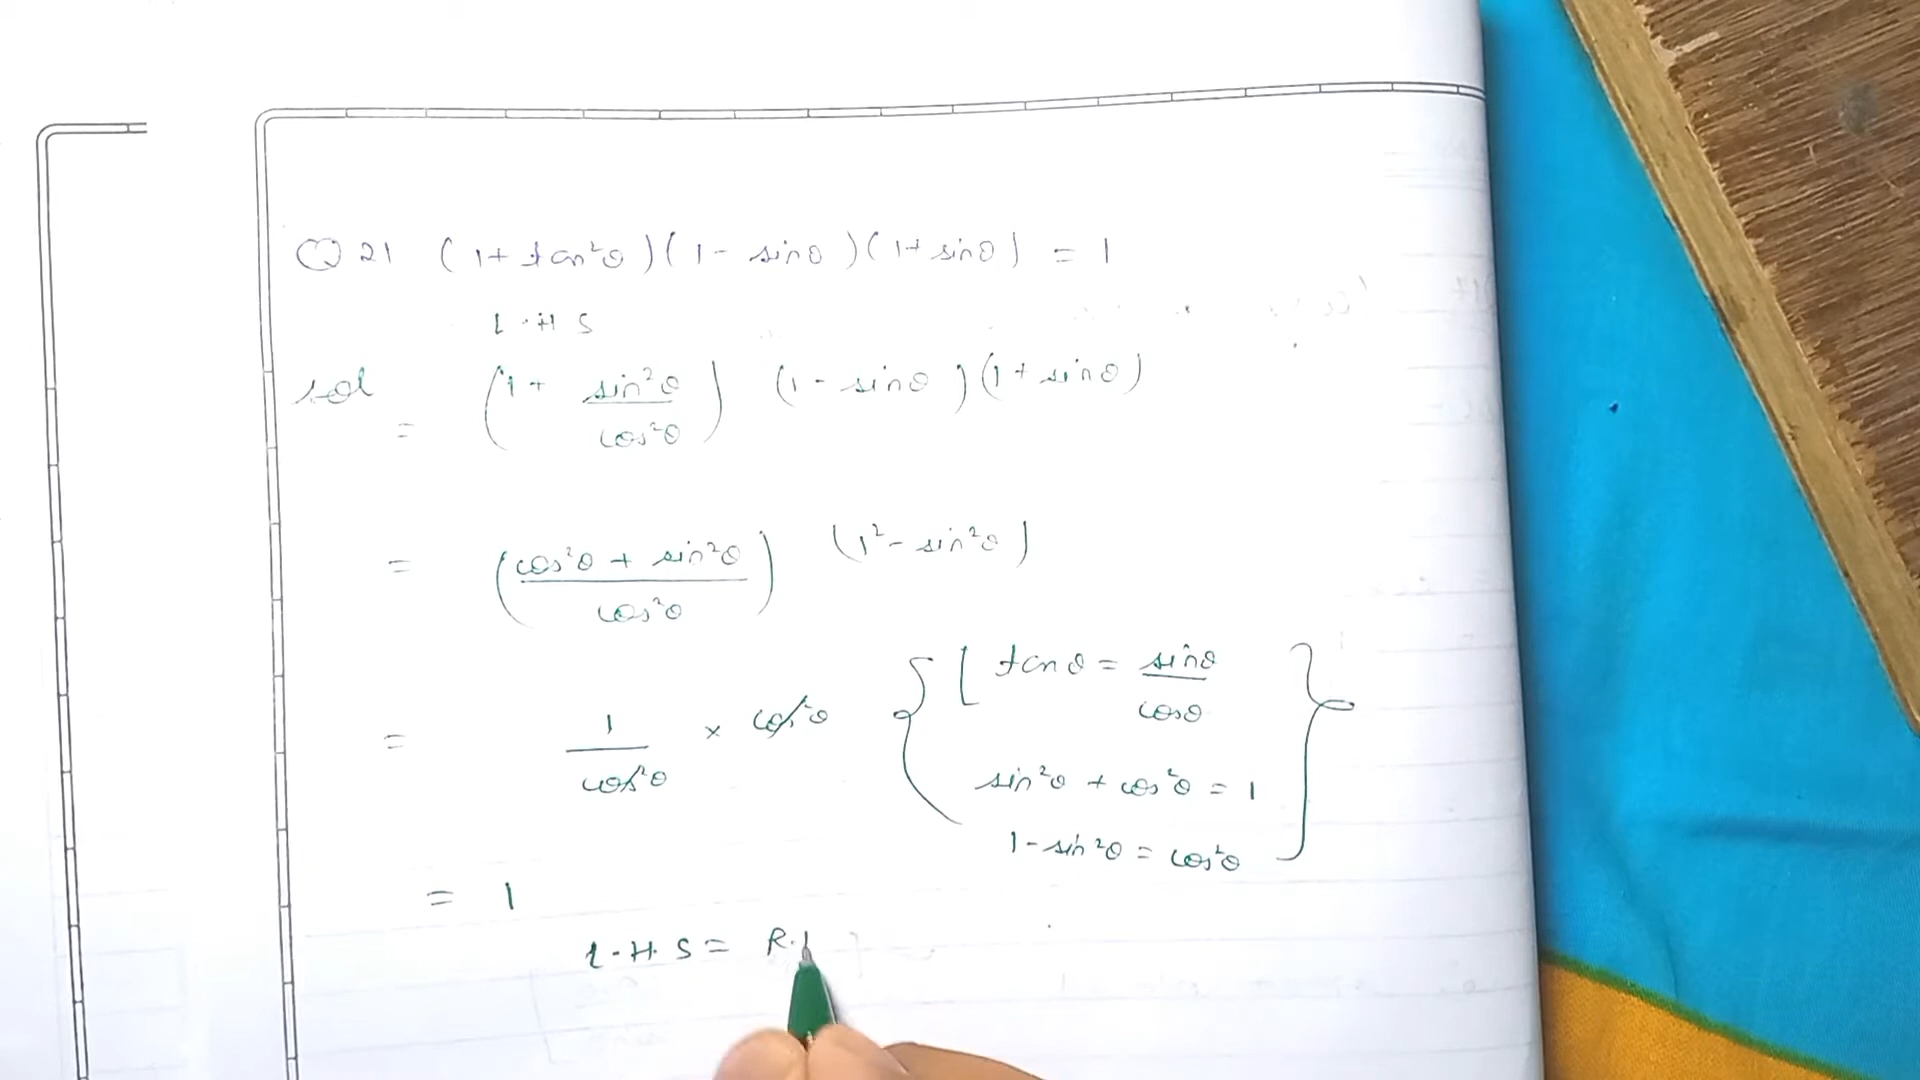 Q 21 (1 + tan²θ)(1 - sinθ)(1 + sinθ) = 1
L.H.S
sol = (1 + sin²θ/cos²θ) (1 - sinθ)(1 + sinθ)
= ((cos²θ + sin²θ)/cos²θ) (1² - sin²θ)
= 1/cos²θ × cos²θ { [ tanθ = sinθ/cosθ
sin²θ + cos²θ = 1
1 - sin²θ = cos²θ }
= 1
L.H.S = R.